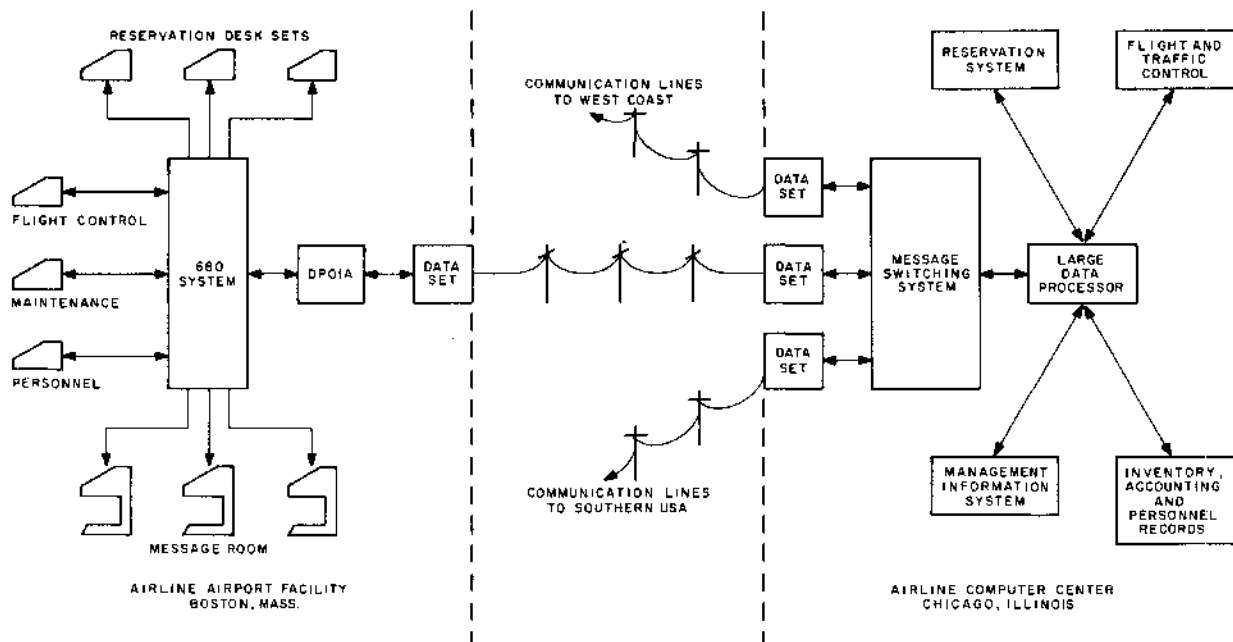 RESERVATION DESK SETS
FLIGHT CONTROL
MAINTENANCE
PERSONNEL
680
SYSTEM
DP01A
DATA
SET
MESSAGE ROOM
AIRLINE AIRPORT FACILITY
BOSTON, MASS.
COMMUNICATION LINES
TO WEST COAST
COMMUNICATION LINES
TO SOUTHERN USA
DATA
SET
DATA
SET
DATA
SET
MESSAGE
SWITCHING
SYSTEM
RESERVATION
SYSTEM
FLIGHT AND
TRAFFIC
CONTROL
LARGE
DATA
PROCESSOR
MANAGEMENT
INFORMATION
SYSTEM
INVENTORY,
ACCOUNTING
AND
PERSONNEL
RECORDS
AIRLINE COMPUTER CENTER
CHICAGO, ILLINOIS